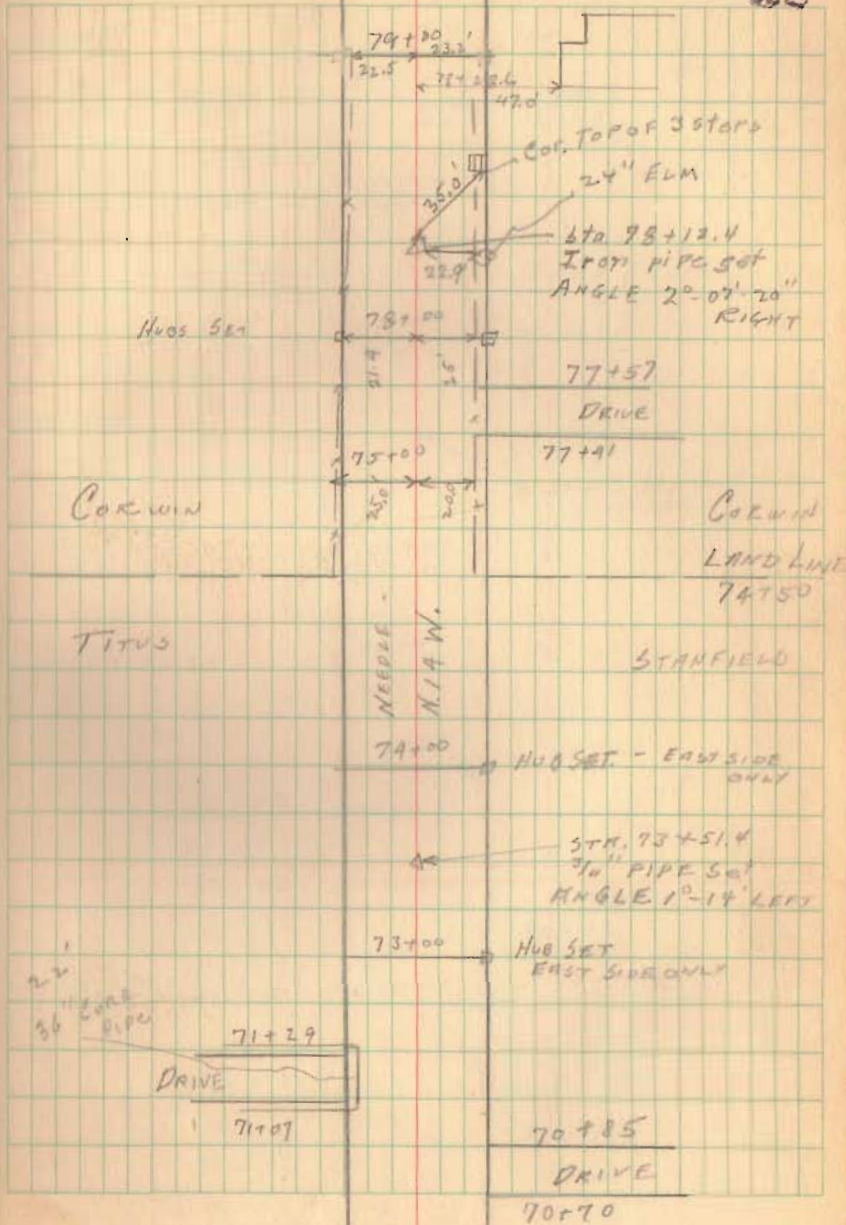 79+00
22.5 23.2'
47.0'
Cor. TOP OF 3 STEPS
35.0'
24" ELM
Sta 78+12.4
22.9
Iron pipe set
ANGLE 2°-07'-20"
RIGHT
HUBS SET
78+00
21.4 25'
77+57
DRIVE
77+41
75+00
25.0' 20.0
CORWIN
CORWIN
LAND LINE
74+50
TITUS
STANFIELD
NEEDLE -
N.14 W.
74+00
HUB SET - EAST SIDE
ONLY
STA. 73+51.4
3/4" PIPE Set
ANGLE 1°-14' LEFT
73+00
HUB SET
EAST SIDE ONLY
22'
36" CORR
PIPE
71+29
DRIVE
71+07
70+85
DRIVE
70+70